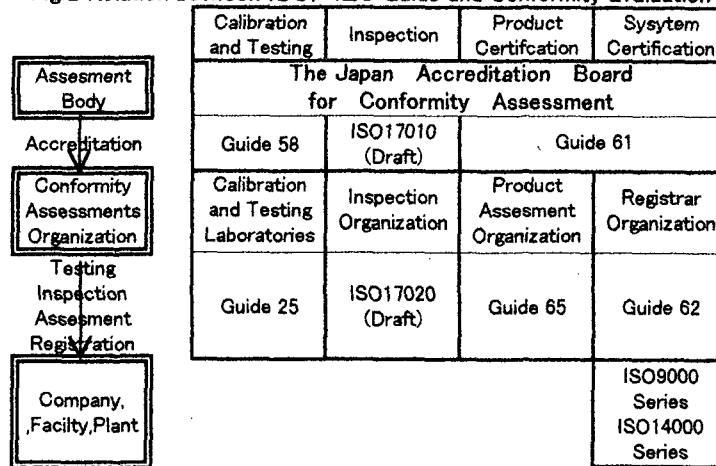 Calibration and Testing
Inspection
Product Certifcation
Sysytem Certification
Assesment Body
The Japan Accreditation Board
for Conformity Assessment
Accreditation
Guide 58
ISO17010 (Draft)
Guide 61
Conformity Assessments Organization
Calibration and Testing Laboratories
Inspection Organization
Product Assesment Organization
Registrar Organization
Testing
Inspection
Assesment
Registration
Guide 25
ISO17020 (Draft)
Guide 65
Guide 62
Company,
,Facilty,Plant
ISO9000
Series
ISO14000
Series